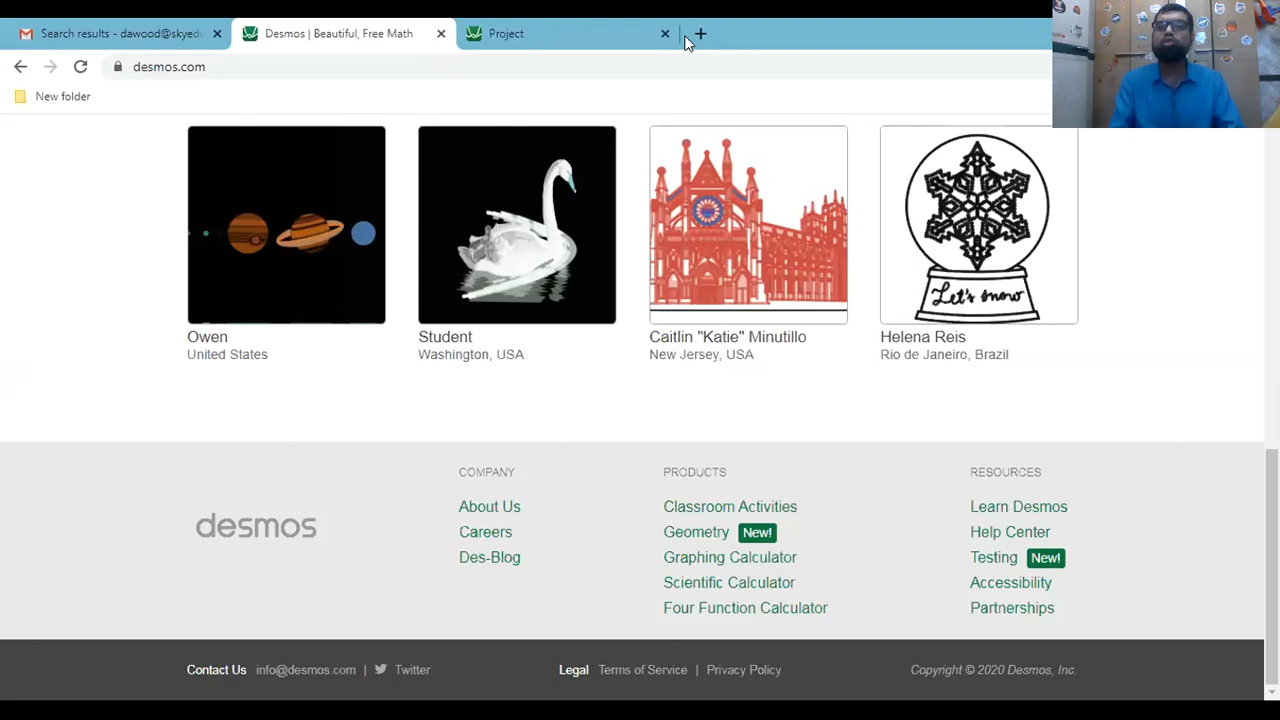 Search results - dawood@skyedu
Desmos | Beautiful, Free Math
Project
desmos.com
New folder
Let's snow
Owen
United States
Student
Washington, USA
Caitlin "Katie" Minutillo
New Jersey, USA
Helena Reis
Rio de Janeiro, Brazil
desmos
COMPANY
About Us
Careers
Des-Blog
PRODUCTS
Classroom Activities
Geometry New!
Graphing Calculator
Scientific Calculator
Four Function Calculator
RESOURCES
Learn Desmos
Help Center
Testing New!
Accessibility
Partnerships
Contact Us info@desmos.com | Twitter
Legal Terms of Service | Privacy Policy
Copyright © 2020 Desmos, Inc.